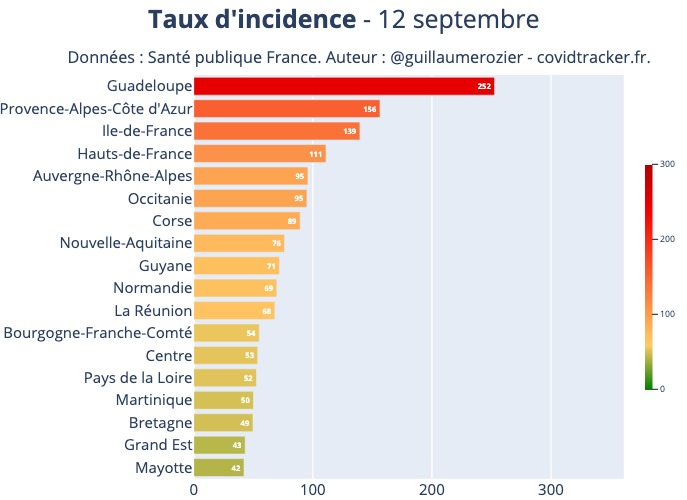 Taux d'incidence - 12 septembre
Données : Santé publique France. Auteur : @guillaumerozier - covidtracker.fr.
Guadeloupe 252
Provence-Alpes-Côte d'Azur 156
Ile-de-France 139
Hauts-de-France 111
Auvergne-Rhône-Alpes 95
Occitanie 95
Corse 89
Nouvelle-Aquitaine 76
Guyane 71
Normandie 69
La Réunion 68
Bourgogne-Franche-Comté 54
Centre 53
Pays de la Loire 52
Martinique 50
Bretagne 49
Grand Est 43
Mayotte 42
0 100 200 300
300
200
100
0